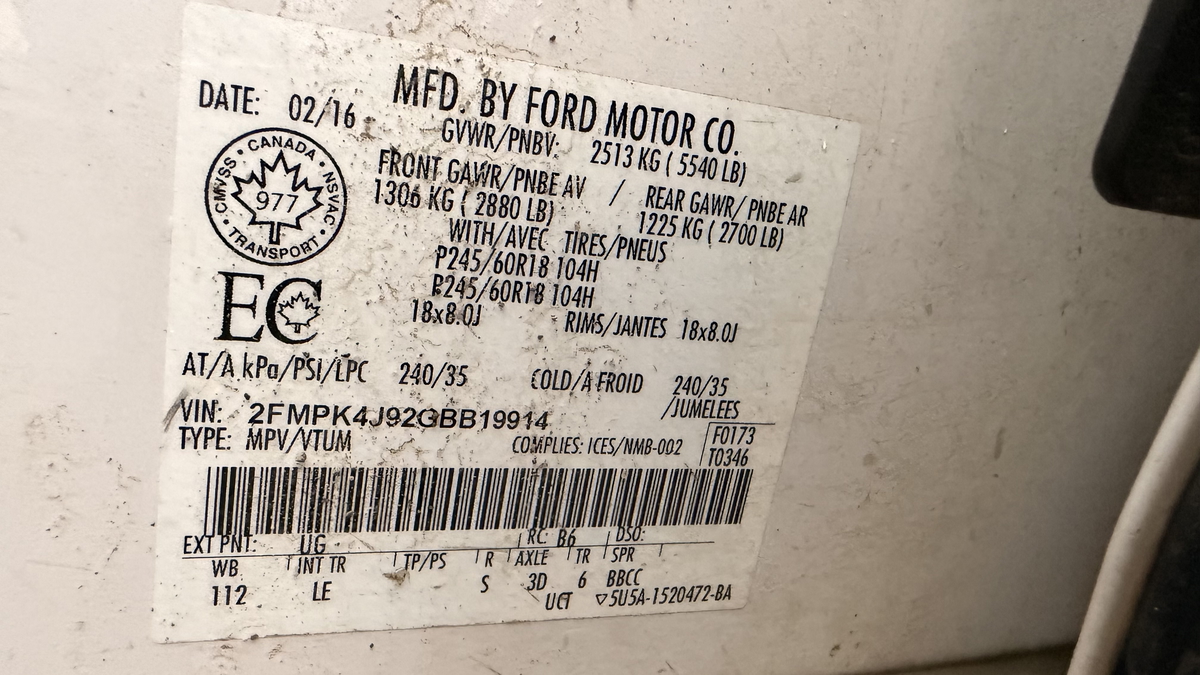 MFD. BY FORD MOTOR CO.
DATE: 02/16
GVWR/PNBV: 2513 KG ( 5540 LB)
FRONT GAWR/PNBE AV / REAR GAWR/ PNBE AR
1306 KG ( 2880 LB) 1225 KG ( 2700 LB)
WITH/AVEC TIRES/PNEUS
P245/60R18 104H
P245/60R18 104H
18x8.0J RIMS/JANTES 18x8.0J
CMVSS • CANADA • NSVAC • TRANSPORT •
977
EC
AT/A kPa/PSI/LPC 240/35 COLD/A FROID 240/35
/JUMELEES
VIN: 2FMPK4J92GBB19914
TYPE: MPV/VTUM COMPLIES: ICES/NMB-002
F0173
T0346
EXT PNT: UG RC: B6 DSO:
WB INT TR TP/PS R AXLE TR SPR
112 LE S 3D 6 BBCC
UCT ▽5U5A-1520472-BA